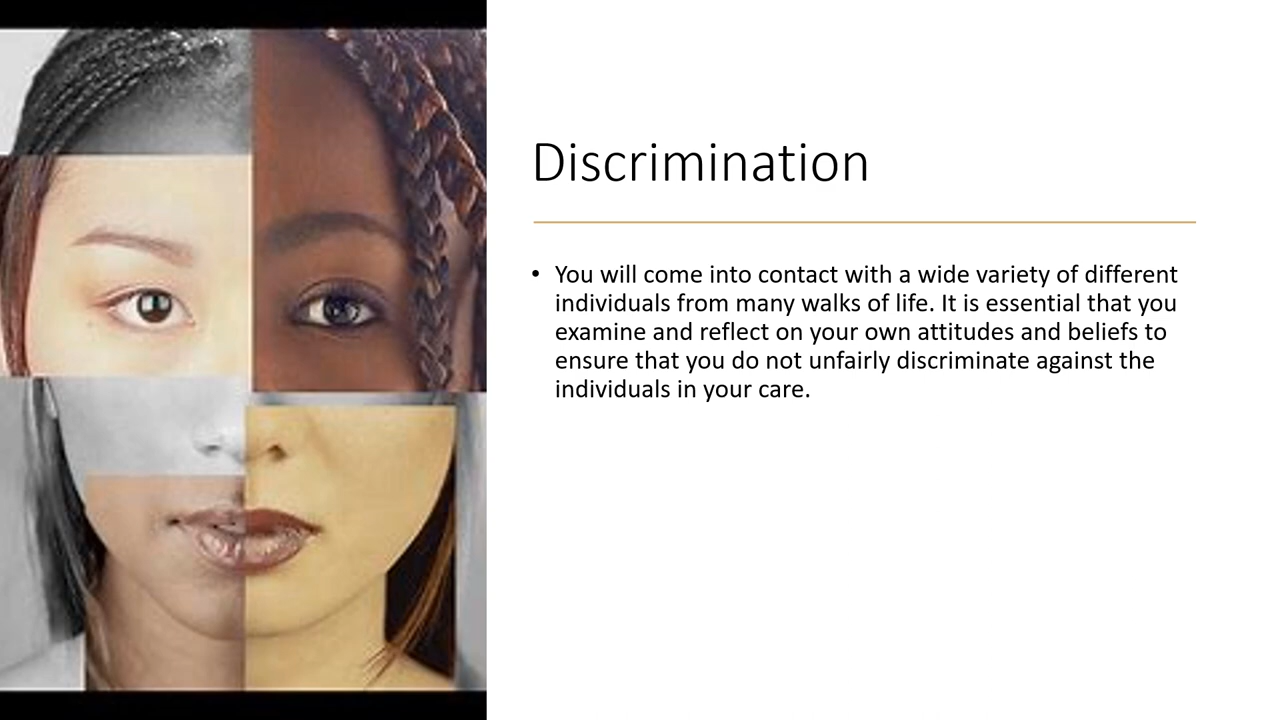 Discrimination
• You will come into contact with a wide variety of different
individuals from many walks of life. It is essential that you
examine and reflect on your own attitudes and beliefs to
ensure that you do not unfairly discriminate against the
individuals in your care.